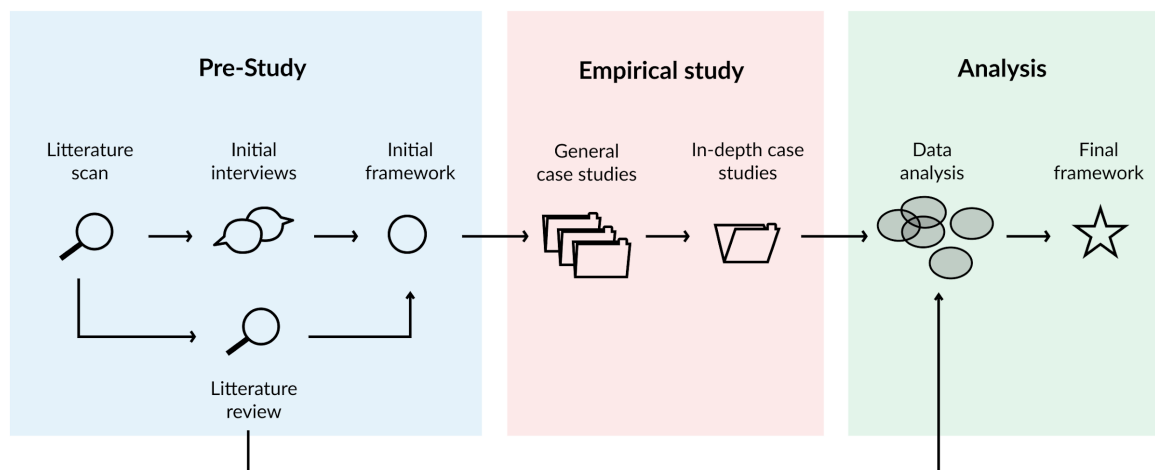 Pre-Study
Litterature
scan
Initial
interviews
Initial
framework
Litterature
review
Empirical study
General
case studies
In-depth case
studies
Analysis
Data
analysis
Final
framework